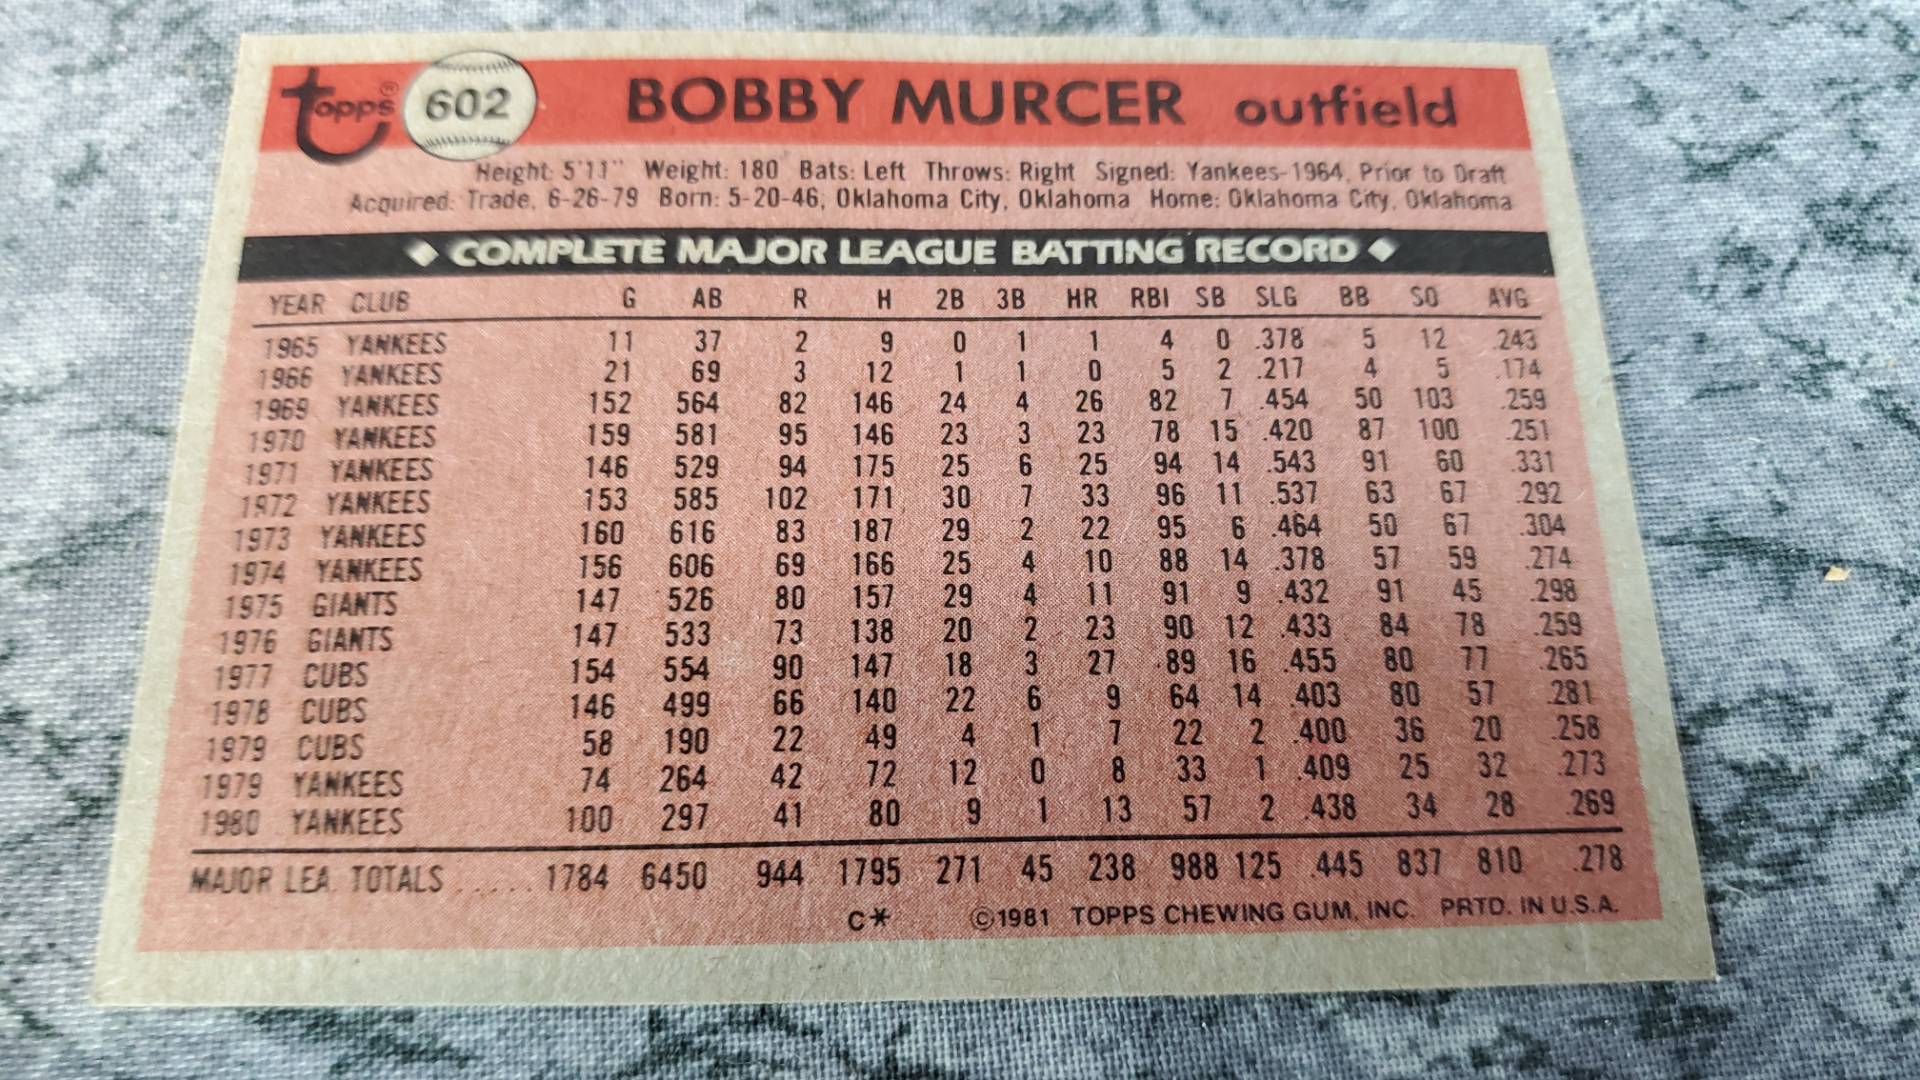 topps® 602 BOBBY MURCER outfield
Height: 5'11" Weight: 180 Bats: Left Throws: Right Signed: Yankees-1964, Prior to Draft
Acquired: Trade, 6-26-79 Born: 5-20-46, Oklahoma City, Oklahoma Home: Oklahoma City, Oklahoma
◆ COMPLETE MAJOR LEAGUE BATTING RECORD ◆
YEAR CLUB G AB R H 2B 3B HR RBI SB SLG BB SO AVG
1965 YANKEES 11 37 2 9 0 1 1 4 0 .378 5 12 .243
1966 YANKEES 21 69 3 12 1 1 0 5 2 .217 4 5 .174
1969 YANKEES 152 564 82 146 24 4 26 82 7 .454 50 103 .259
1970 YANKEES 159 581 95 146 23 3 23 78 15 .420 87 100 .251
1971 YANKEES 146 529 94 175 25 6 25 94 14 .543 91 60 .331
1972 YANKEES 153 585 102 171 30 7 33 96 11 .537 63 67 .292
1973 YANKEES 160 616 83 187 29 2 22 95 6 .464 50 67 .304
1974 YANKEES 156 606 69 166 25 4 10 88 14 .378 57 59 .274
1975 GIANTS 147 526 80 157 29 4 11 91 9 .432 91 45 .298
1976 GIANTS 147 533 73 138 20 2 23 90 12 .433 84 78 .259
1977 CUBS 154 554 90 147 18 3 27 89 16 .455 80 77 .265
1978 CUBS 146 499 66 140 22 6 9 64 14 .403 80 57 .281
1979 CUBS 58 190 22 49 4 1 7 22 2 .400 36 20 .258
1979 YANKEES 74 264 42 72 12 0 8 33 1 .409 25 32 .273
1980 YANKEES 100 297 41 80 9 1 13 57 2 .438 34 28 .269
MAJOR LEA. TOTALS ..... 1784 6450 944 1795 271 45 238 988 125 .445 837 810 .278
C* ©1981 TOPPS CHEWING GUM, INC. PRTD. IN U.S.A.